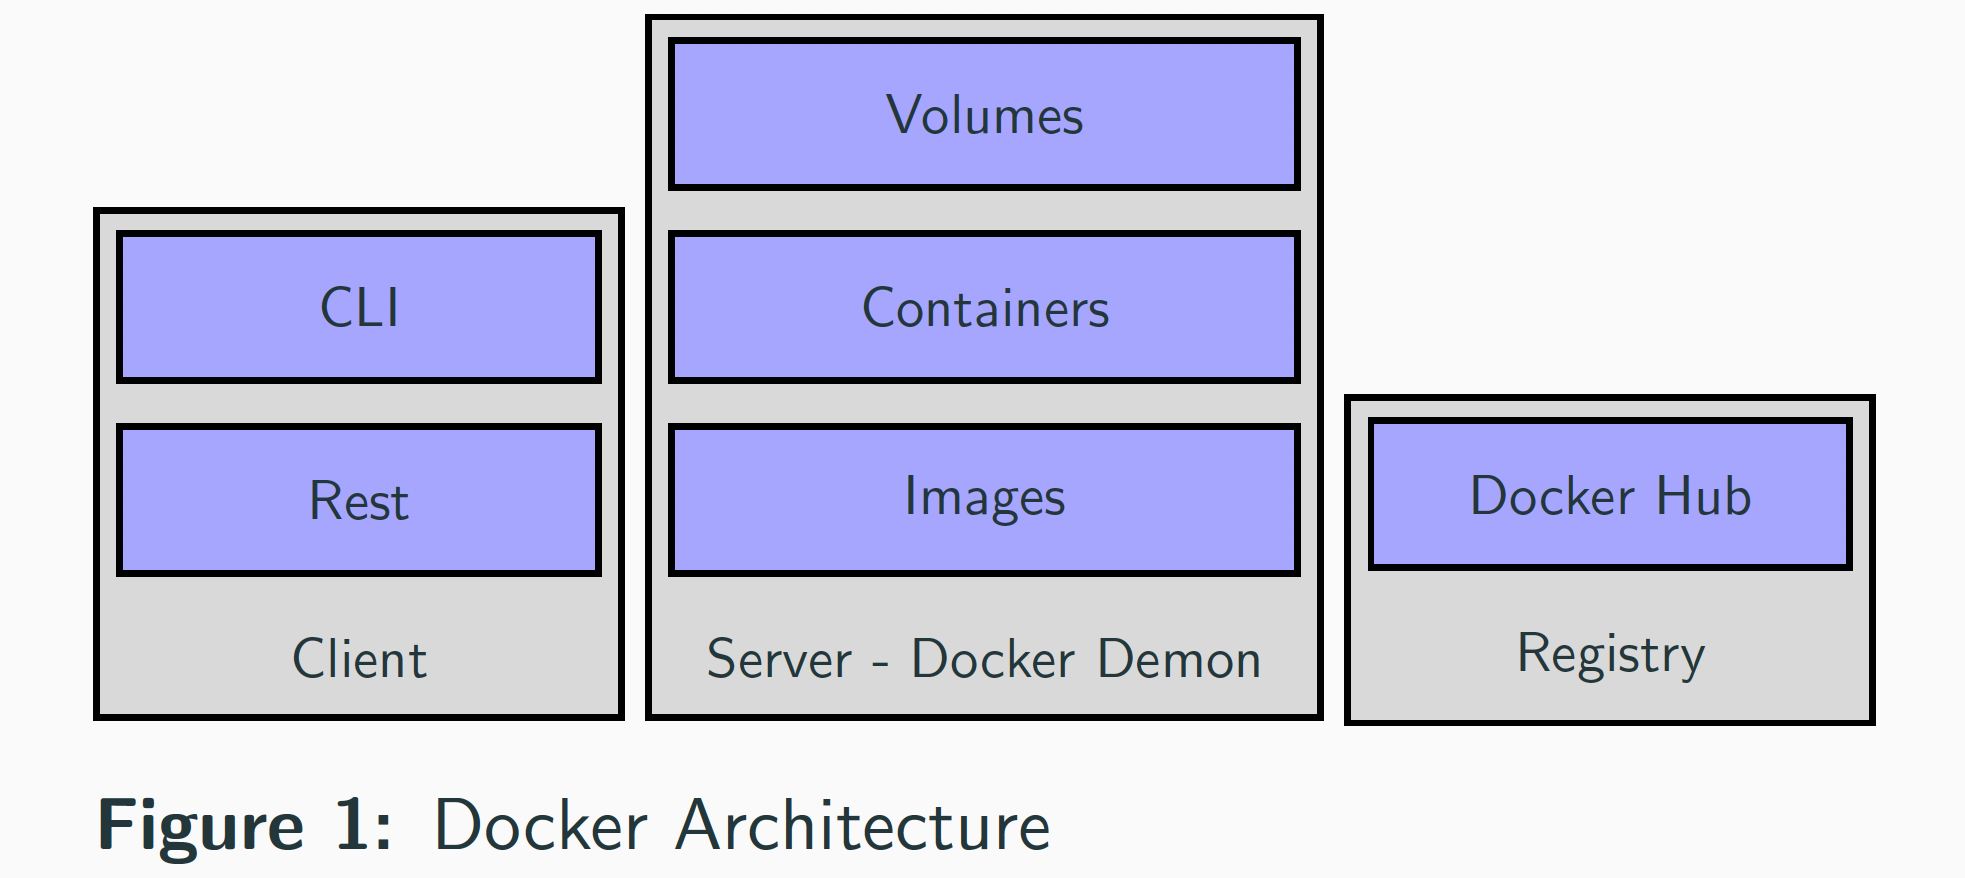 CLI
Rest
Client
Volumes
Containers
Images
Server - Docker Demon
Docker Hub
Registry
Figure 1: Docker Architecture